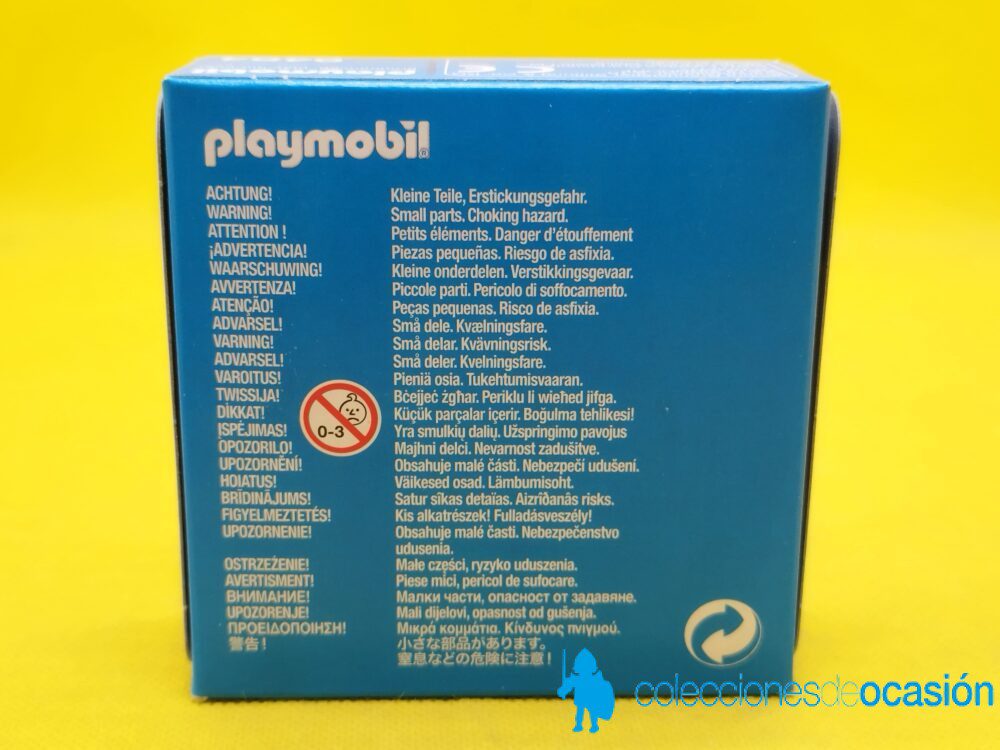 playmobil®
ACHTUNG! Kleine Teile, Erstickungsgefahr.
WARNING! Small parts. Choking hazard.
ATTENTION ! Petits éléments. Danger d'étouffement
¡ADVERTENCIA! Piezas pequeñas. Riesgo de asfixia.
WAARSCHUWING! Kleine onderdelen. Verstikkingsgevaar.
AVVERTENZA! Piccole parti. Pericolo di soffocamento.
ATENÇÃO! Peças pequenas. Risco de asfixia.
ADVARSEL! Små dele. Kvælningsfare.
VARNING! Små delar. Kvävningsrisk.
ADVARSEL! Små deler. Kvelningsfare.
VAROITUS! Pieniä osia. Tukehtumisvaaran.
TWISSIJA! Bċejjeċ żgħar. Periklu li wieħed jifga.
DİKKAT! Küçük parçalar içerir. Boğulma tehlikesi!
0-3
ĮSPĖJIMAS! Yra smulkių dalių. Užspringimo pavojus
OPOZORILO! Majhni delci. Nevarnost zadušitve.
UPOZORNĚNÍ! Obsahuje malé části. Nebezpečí udušení.
HOIATUS! Väikesed osad. Lämbumisoht.
BRĪDINĀJUMS! Satur sīkas detaļas. Aizrīšanās risks.
FIGYELMEZTETÉS! Kis alkatrészek! Fulladásveszély!
UPOZORNENIE! Obsahuje malé časti. Nebezpečenstvo
udusenia.
OSTRZEŻENIE! Małe części, ryzyko uduszenia.
AVERTISMENT! Piese mici, pericol de sufocare.
ВНИМАНИЕ! Малки части, опасност от задавяне.
UPOZORENJE! Mali dijelovi, opasnost od gušenja.
ΠΡΟΕΙΔΟΠΟΙΗΣΗ! Μικρά κομμάτια. Κίνδυνος πνιγμού.
警告! 小さな部品があります。
窒息などの危険に注意!
coleccionesdeocasión